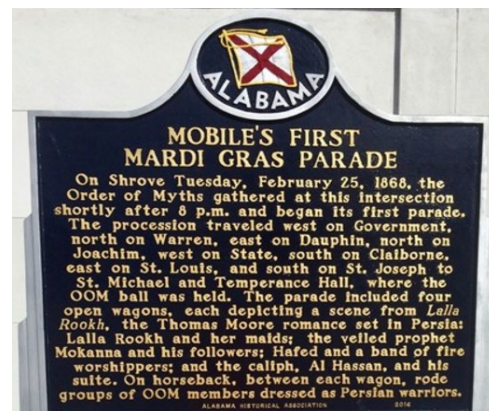 ALABAMA
MOBILE'S FIRST
MARDI GRAS PARADE
On Shrove Tuesday, February 25, 1868, the
Order of Myths gathered at this intersection
shortly after 8 p.m. and began its first parade.
The procession traveled west on Government,
north on Warren, east on Dauphin, north on
Joachim, west on State, south on Claiborne,
east on St. Louis, and south on St. Joseph to
St. Michael and Temperance Hall, where the
OOM ball was held. The parade included four
open wagons, each depicting a scene from Lalla
Rookh, the Thomas Moore romance set in Persia:
Lalla Rookh and her maids; the veiled prophet
Mokanna and his followers; Hafed and a band of fire
worshippers; and the caliph, Al Hassan, and his
suite. On horseback, between each wagon, rode
groups of OOM members dressed as Persian warriors.
ALABAMA HISTORICAL ASSOCIATION 2016